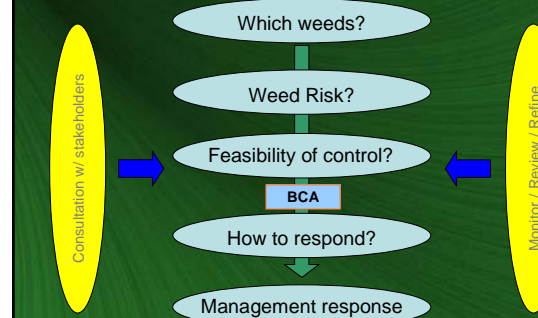 Which weeds?
Weed Risk?
Feasibility of control?
BCA
How to respond?
Management response
Consultation w/ stakeholders
Monitor / Review / Refine